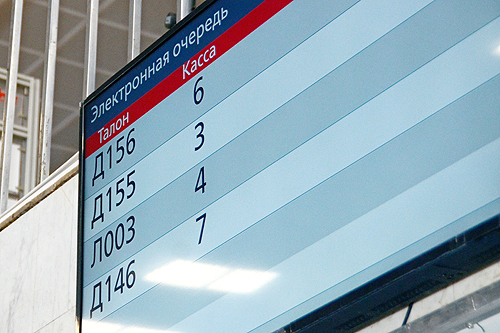 Электронная очередь
Талон Касса
Д156 6
Д155 3
Л003 4
Д146 7